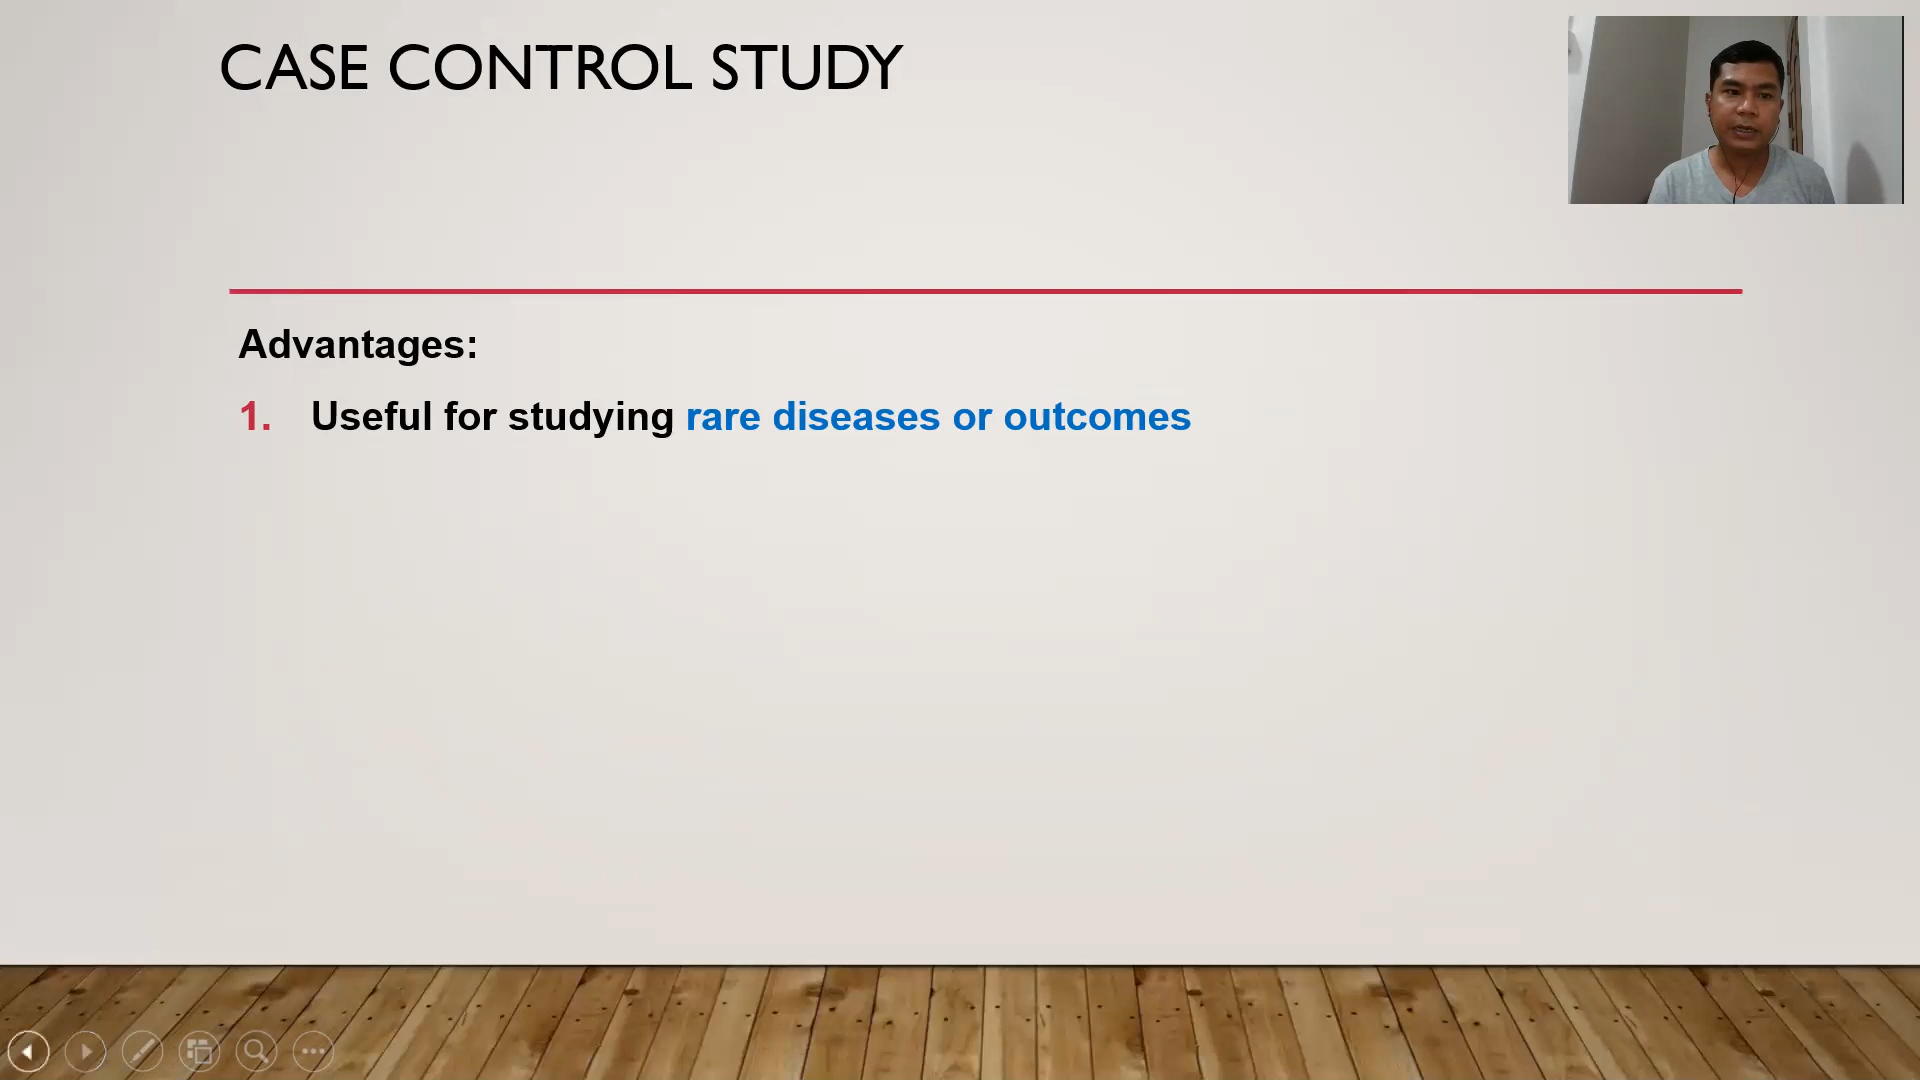 CASE CONTROL STUDY
Advantages:
1. Useful for studying rare diseases or outcomes